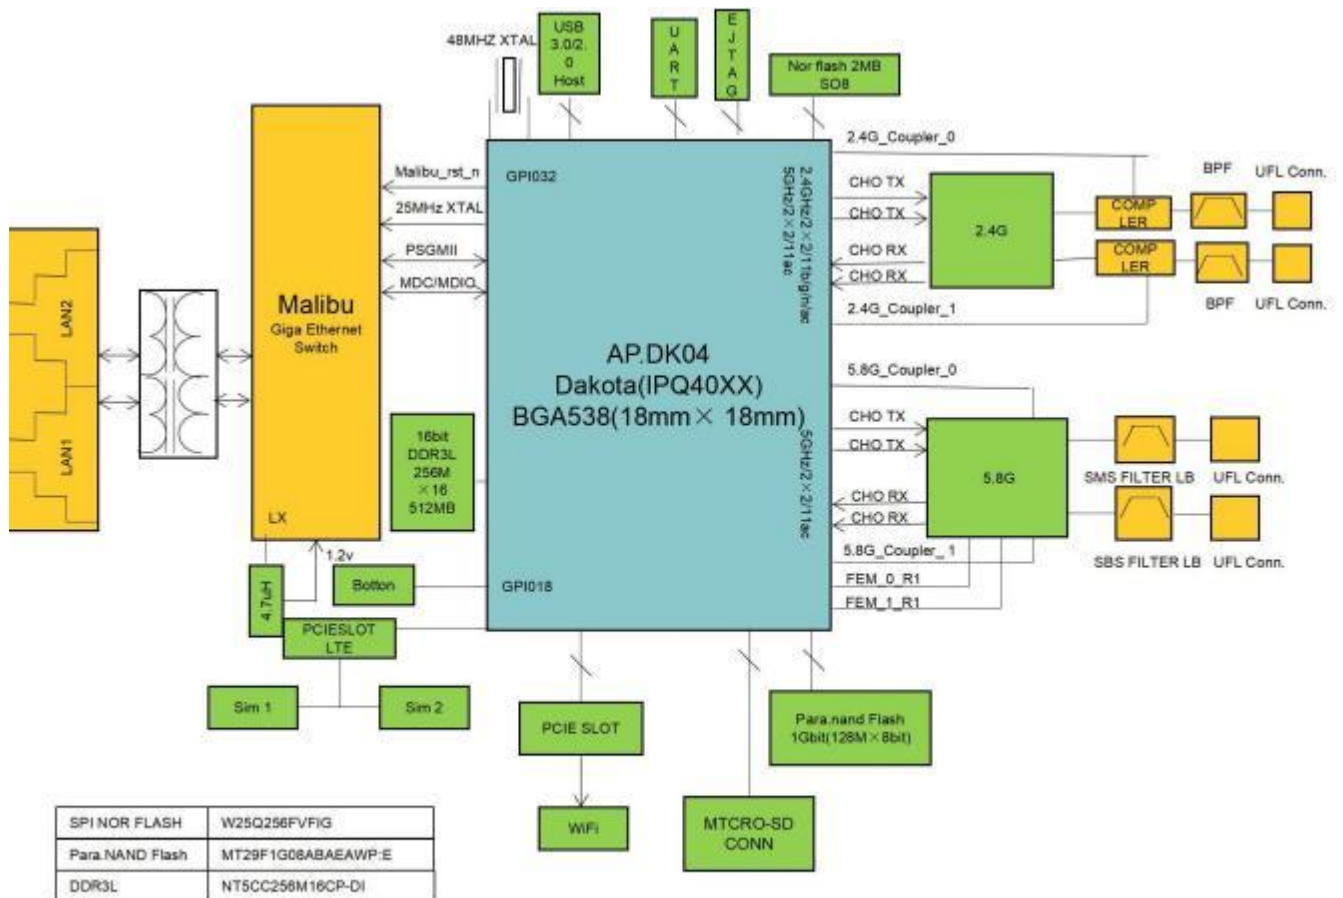 48MHZ XTAL
USB
3.0/2.
0
Host
U
A
R
T
E
J
T
A
G
Nor flash 2MB
SO8
Malibu_rst_n
25MHz XTAL
PSGMII
MDC/MDIO
GPI032
2.4GHz/2×2/11b/g/n/ac
5GHz/2×2/11ac
2.4G_Coupler_0
CHO TX
CHO TX
CHO RX
CHO RX
2.4G_Coupler_1
2.4G
COMP
LER
COMP
LER
BPF
UFL Conn.
BPF
UFL Conn.
LAN2
LAN1
Malibu
Giga Ethernet
Switch
LX
1.2v
4.7uH
AP.DK04
Dakota(IPQ40XX)
BGA538(18mm×18mm)
16bit
DDR3L
256M
×16
512MB
5GHz/2×2/11ac
5.8G_Coupler_0
CHO TX
CHO TX
CHO RX
CHO RX
5.8G_Coupler_1
FEM_0_R1
FEM_1_R1
5.8G
SMS FILTER LB
UFL Conn.
SBS FILTER LB
UFL Conn.
Botton
GPI018
PCIESLOT
LTE
Sim 1
Sim 2
PCIE SLOT
WiFi
MTCRO-SD
CONN
Para.nand Flash
1Gbit(128M×8bit)
SPI NOR FLASH W25Q256FVFIG
Para.NAND Flash MT29F1G08ABAEAWP:E
DDR3L NT5CC256M16CP-DI